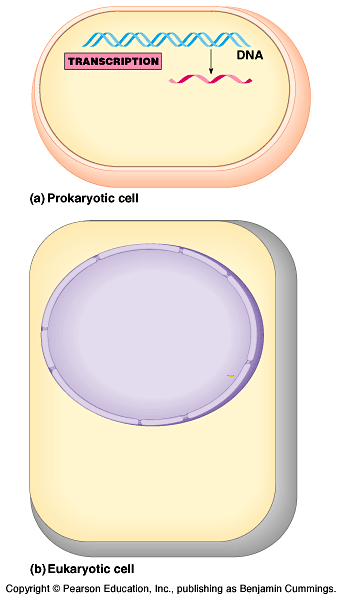 DNA
TRANSCRIPTION
(a) Prokaryotic cell
(b) Eukaryotic cell
Copyright © Pearson Education, Inc., publishing as Benjamin Cummings.